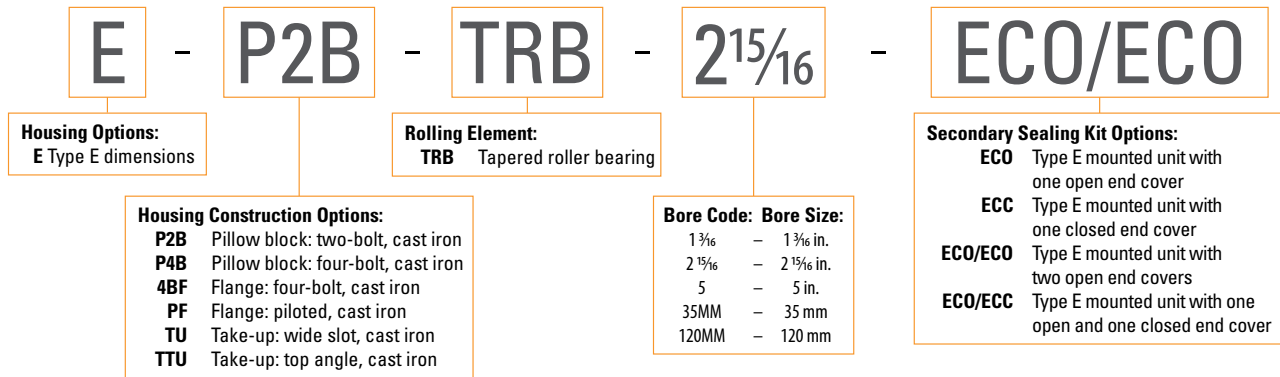 E - P2B - TRB - 2 15/16 - ECO/ECO
Housing Options:
E Type E dimensions
Housing Construction Options:
P2B Pillow block: two-bolt, cast iron
P4B Pillow block: four-bolt, cast iron
4BF Flange: four-bolt, cast iron
PF Flange: piloted, cast iron
TU Take-up: wide slot, cast iron
TTU Take-up: top angle, cast iron
Rolling Element:
TRB Tapered roller bearing
Bore Code: Bore Size:
1 3/16 – 1 3/16 in.
2 15/16 – 2 15/16 in.
5 – 5 in.
35MM – 35 mm
120MM – 120 mm
Secondary Sealing Kit Options:
ECO Type E mounted unit with
one open end cover
ECC Type E mounted unit with
one closed end cover
ECO/ECO Type E mounted unit with
two open end covers
ECO/ECC Type E mounted unit with one
open and one closed end cover